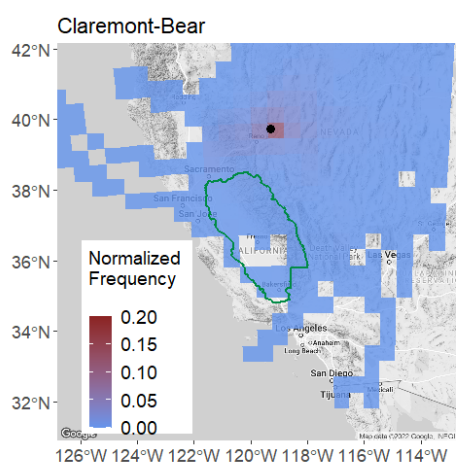 Claremont-Bear
42°N
40°N
38°N
36°N
34°N
32°N
NEVADA
Sacramento
San Francisco
San Jose
CALIFORNIA
Las Vegas
Los Angeles
Anaheim
Long Beach
San Diego
Mexicali
Tijuana
Normalized
Frequency
0.20
0.15
0.10
0.05
0.00
Google
Map data ©2022 Google, INEGI
126°W 124°W 122°W 120°W 118°W 116°W 114°W